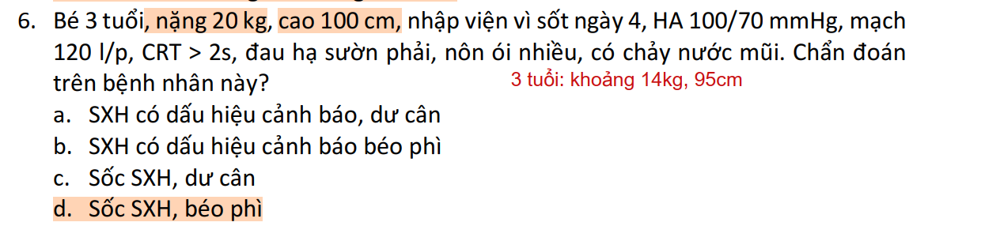 6. Bé 3 tuổi, nặng 20 kg, cao 100 cm, nhập viện vì sốt ngày 4, HA 100/70 mmHg, mạch
120 l/p, CRT > 2s, đau hạ sườn phải, nôn ói nhiều, có chảy nước mũi. Chẩn đoán
trên bệnh nhân này?
3 tuổi: khoảng 14kg, 95cm
a. SXH có dấu hiệu cảnh báo, dư cân
b. SXH có dấu hiệu cảnh báo béo phì
c. Sốc SXH, dư cân
d. Sốc SXH, béo phì